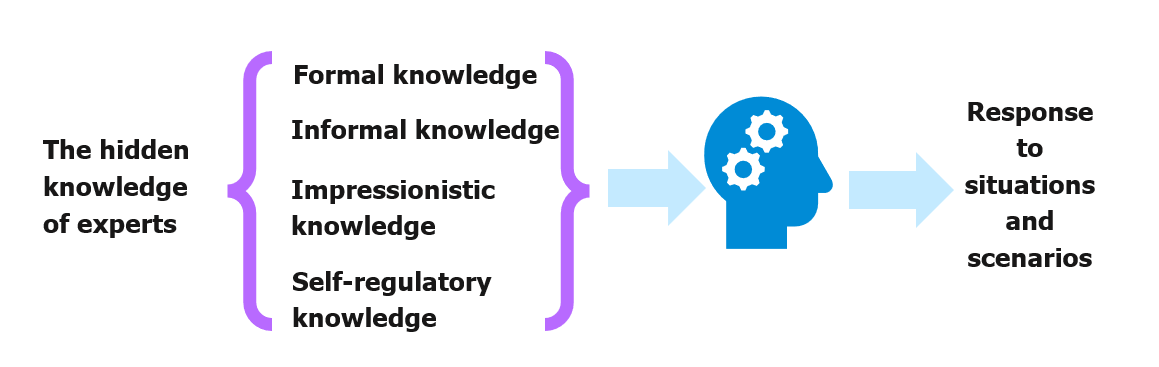 The hidden
knowledge
of experts
Formal knowledge
Informal knowledge
Impressionistic
knowledge
Self-regulatory
knowledge
Response
to
situations
and
scenarios